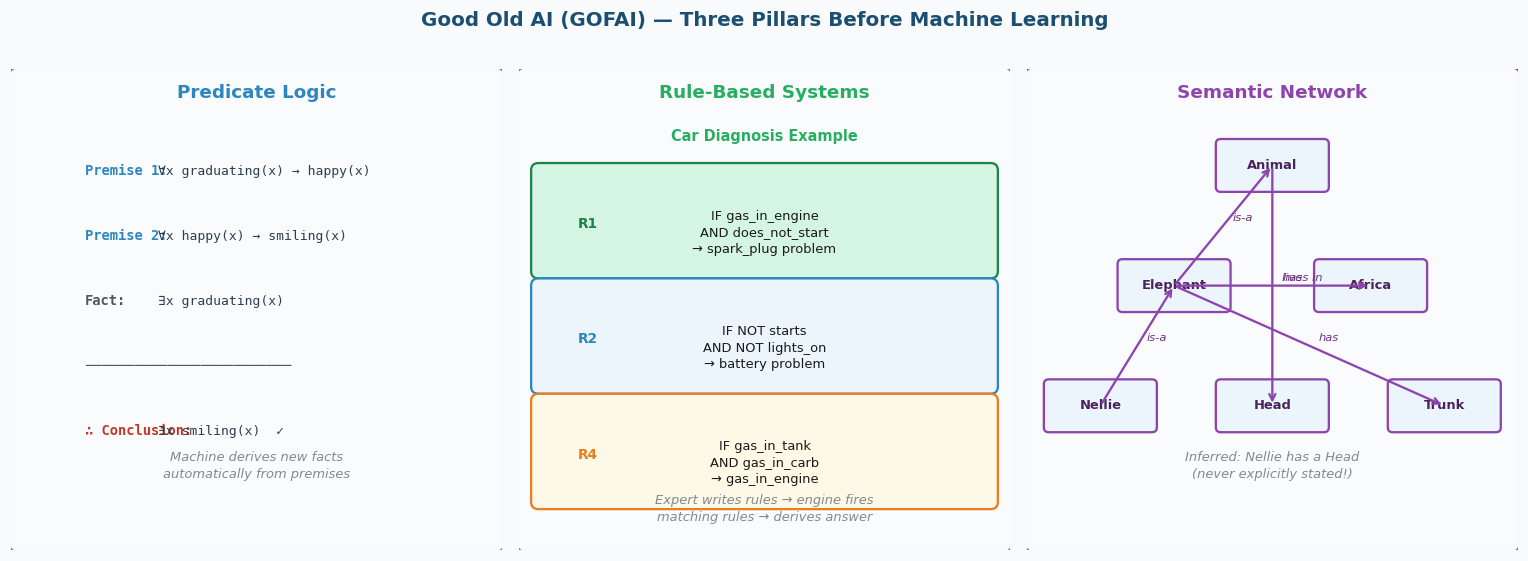 Good Old AI (GOFAI) — Three Pillars Before Machine Learning
Predicate Logic
Premise 1: ∀x graduating(x) → happy(x)
Premise 2: ∀x happy(x) → smiling(x)
Fact: ∃x graduating(x)
∴ Conclusion: ∃x smiling(x) ✓
Machine derives new facts
automatically from premises
Rule-Based Systems
Car Diagnosis Example
R1
IF gas_in_engine
AND does_not_start
→ spark_plug problem
R2
IF NOT starts
AND NOT lights_on
→ battery problem
R4
IF gas_in_tank
AND gas_in_carb
→ gas_in_engine
Expert writes rules → engine fires
matching rules → derives answer
Semantic Network
Animal
is-a
has
lives in
Elephant
Africa
is-a
has
Nellie
Head
Trunk
Inferred: Nellie has a Head
(never explicitly stated!)